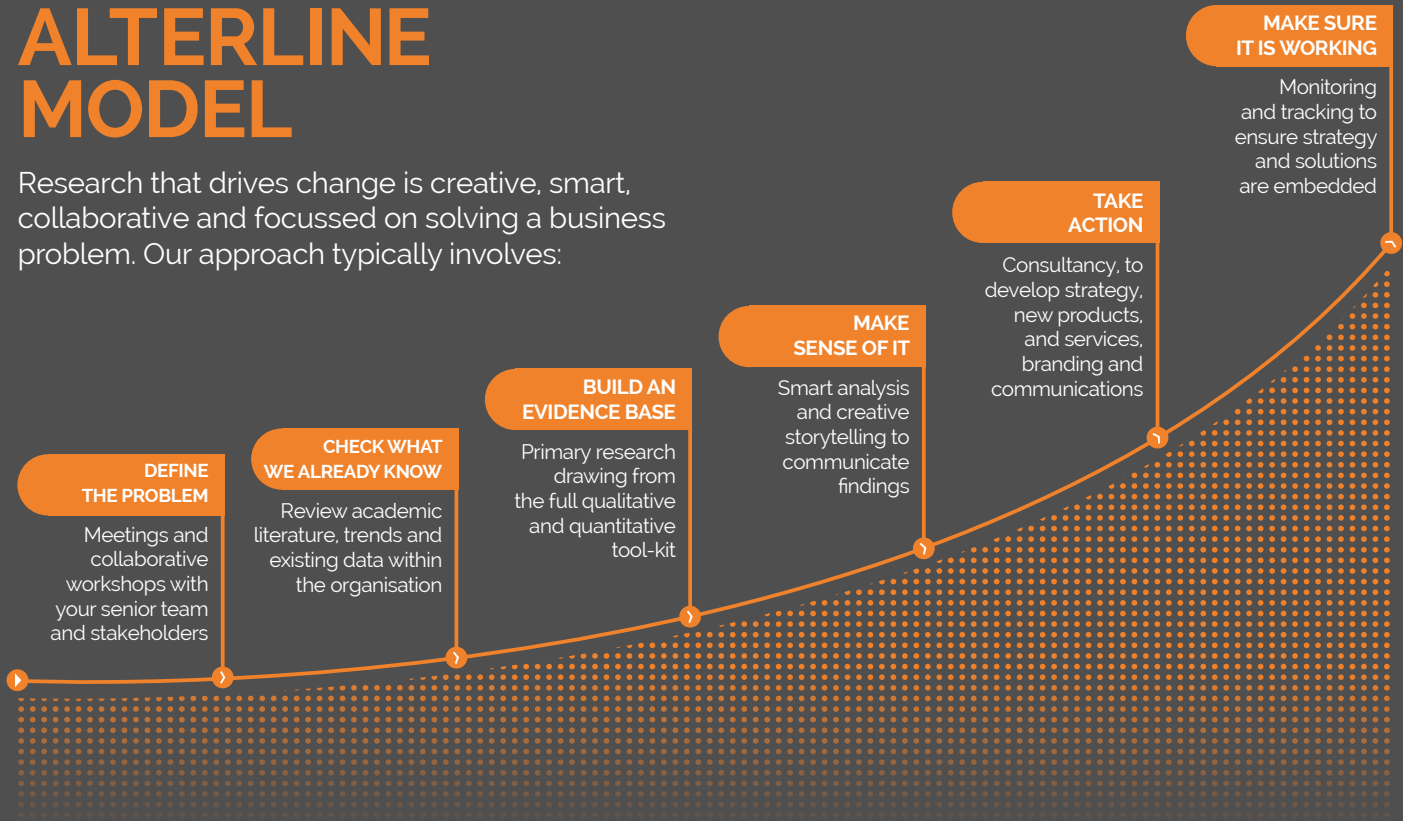 ALTERLINE
MODEL
Research that drives change is creative, smart,
collaborative and focussed on solving a business
problem. Our approach typically involves:
DEFINE
THE PROBLEM
Meetings and
collaborative
workshops with
your senior team
and stakeholders
CHECK WHAT
WE ALREADY KNOW
Review academic
literature, trends and
existing data within
the organisation
BUILD AN
EVIDENCE BASE
Primary research
drawing from
the full qualitative
and quantitative
tool-kit
MAKE
SENSE OF IT
Smart analysis
and creative
storytelling to
communicate
findings
TAKE
ACTION
Consultancy, to
develop strategy,
new products,
and services,
branding and
communications
MAKE SURE
IT IS WORKING
Monitoring
and tracking to
ensure strategy
and solutions
are embedded